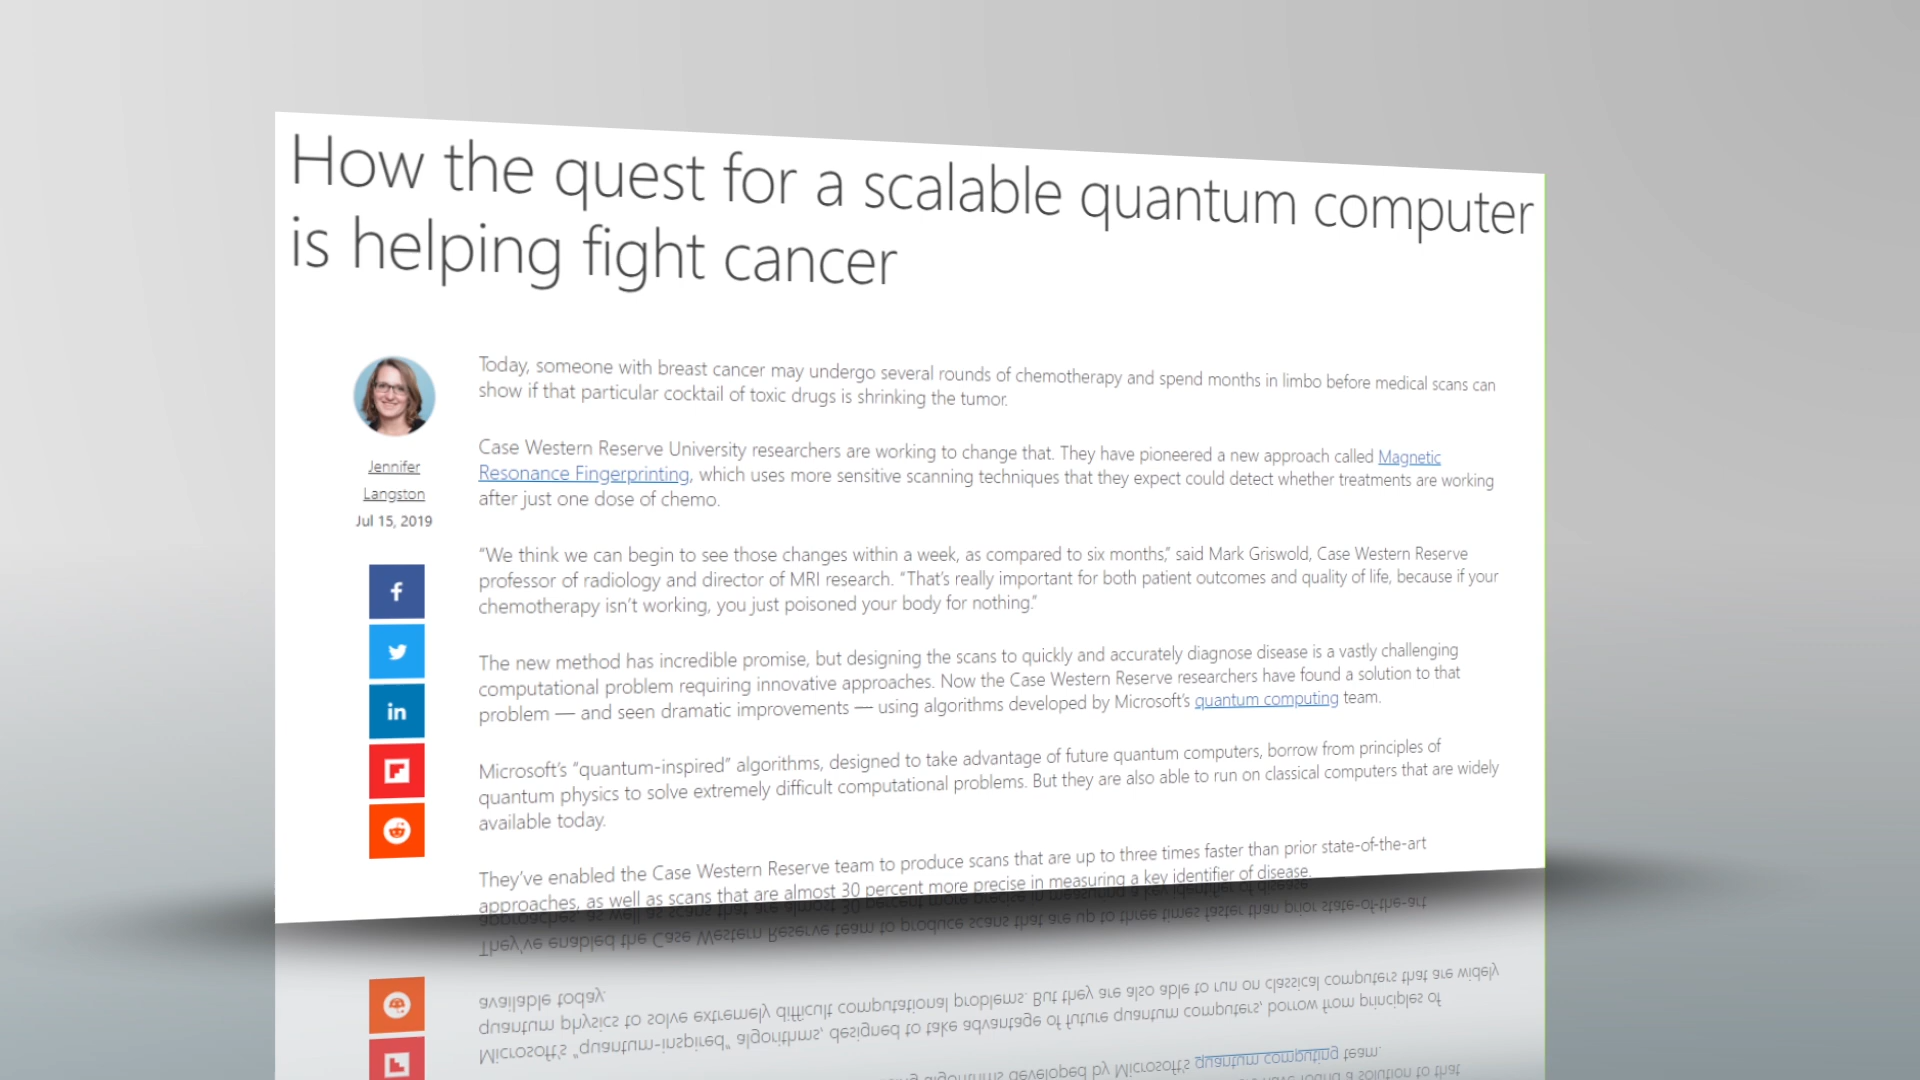 How the quest for a scalable quantum computer
is helping fight cancer
Jennifer
Langston
Jul 15, 2019
Today, someone with breast cancer may undergo several rounds of chemotherapy and spend months in limbo before medical scans can
show if that particular cocktail of toxic drugs is shrinking the tumor.
Case Western Reserve University researchers are working to change that. They have pioneered a new approach called Magnetic
Resonance Fingerprinting, which uses more sensitive scanning techniques that they expect could detect whether treatments are working
after just one dose of chemo.
“We think we can begin to see those changes within a week, as compared to six months,” said Mark Griswold, Case Western Reserve
professor of radiology and director of MRI research. “That’s really important for both patient outcomes and quality of life, because if your
chemotherapy isn’t working, you just poisoned your body for nothing.”
The new method has incredible promise, but designing the scans to quickly and accurately diagnose disease is a vastly challenging
computational problem requiring innovative approaches. Now the Case Western Reserve researchers have found a solution to that
problem — and seen dramatic improvements — using algorithms developed by Microsoft’s quantum computing team.
Microsoft’s “quantum-inspired” algorithms, designed to take advantage of future quantum computers, borrow from principles of
quantum physics to solve extremely difficult computational problems. But they are also able to run on classical computers that are widely
available today.
They’ve enabled the Case Western Reserve team to produce scans that are up to three times faster than prior state-of-the-art
approaches, as well as scans that are almost 30 percent more precise in measuring a key identifier of disease.